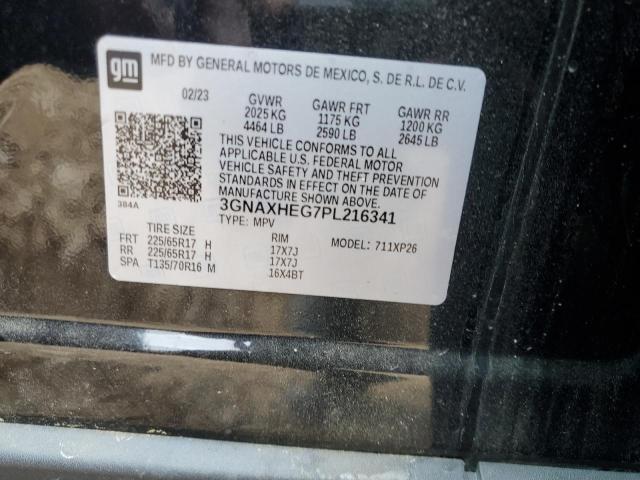 gm
MFD BY GENERAL MOTORS DE MEXICO, S. DE R.L. DE C.V.
02/23 GVWR GAWR FRT GAWR RR
2025 KG 1175 KG 1200 KG
4464 LB 2590 LB 2645 LB
THIS VEHICLE CONFORMS TO ALL
APPLICABLE U.S. FEDERAL MOTOR
VEHICLE SAFETY AND THEFT PREVENTION
STANDARDS IN EFFECT ON THE DATE OF
MANUFACTURE SHOWN ABOVE.
384A
3GNAXHEG7PL216341
TYPE: MPV
TIRE SIZE RIM MODEL: 711XP26
FRT 225/65R17 H 17X7J
RR 225/65R17 H 17X7J
SPA T135/70R16 M 16X4BT